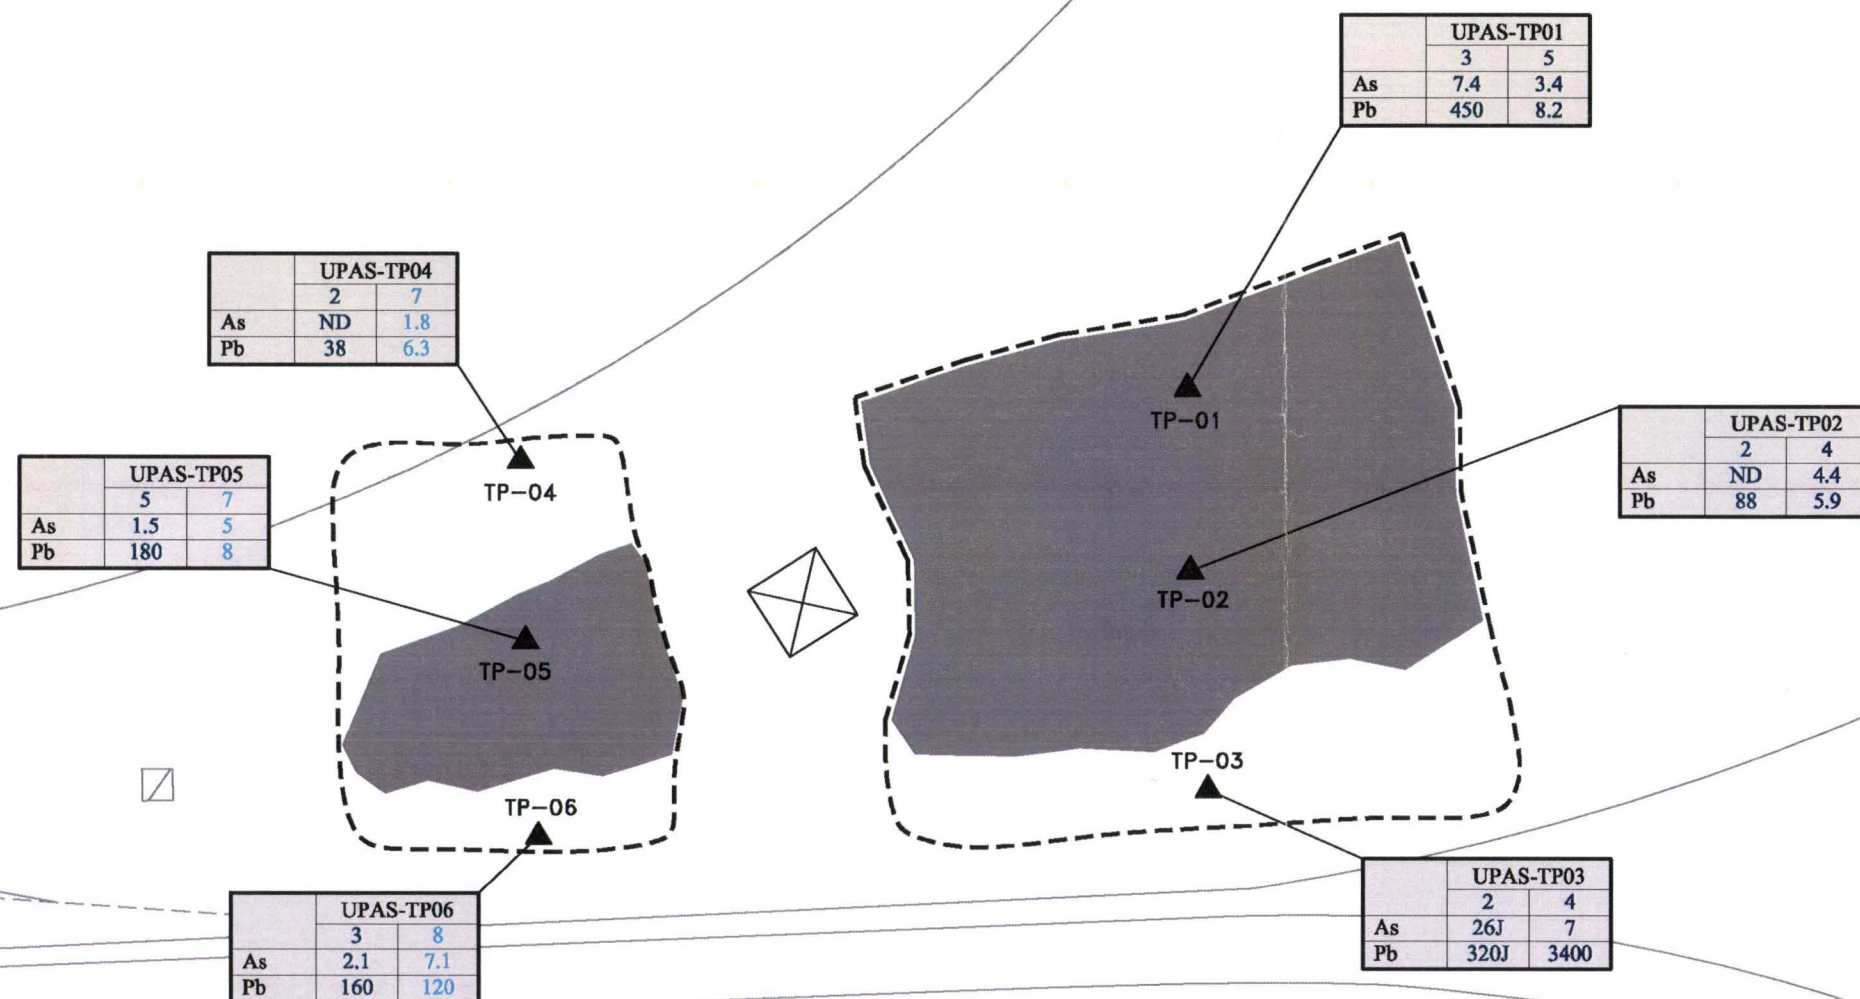 UPAS-TP01
3 5
As 7.4 3.4
Pb 450 8.2
UPAS-TP04
2 7
As ND 1.8
Pb 38 6.3
TP-01
UPAS-TP02
2 4
As ND 4.4
Pb 88 5.9
UPAS-TP05
5 7
As 1.5 5
Pb 180 8
TP-04
TP-02
TP-05
TP-03
TP-06
UPAS-TP03
2 4
As 26J 7
Pb 320J 3400
UPAS-TP06
3 8
As 2.1 7.1
Pb 160 120